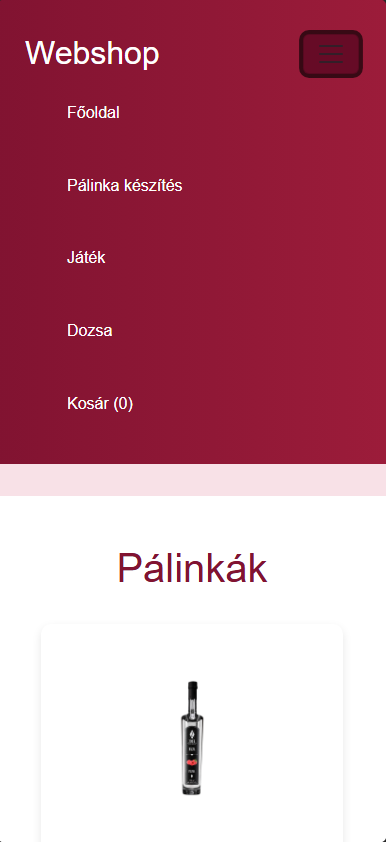 Webshop
Főoldal
Pálinka készítés
Játék
Dozsa
Kosár (0)
Pálinkák